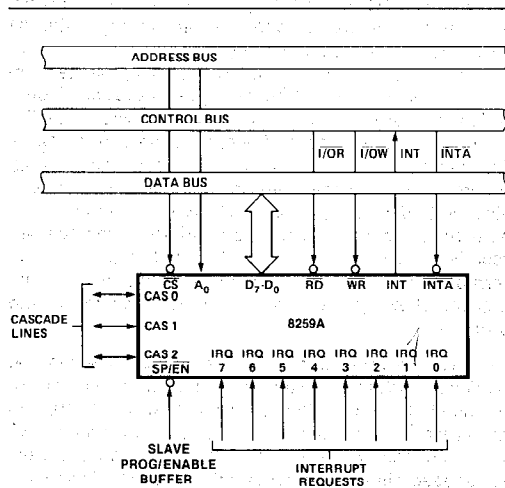 ADDRESS BUS
CONTROL BUS
I/OR I/OW INT INTA
DATA BUS
CS A0 D7-D0 RD WR INT INTA
CAS 0
CASCADE
LINES
CAS 1
8259A
CAS 2 IRQ IRQ IRQ IRQ IRQ IRQ IRQ IRQ
SP/EN 7 6 5 4 3 2 1 0
SLAVE
PROG/ENABLE
BUFFER
INTERRUPT
REQUESTS